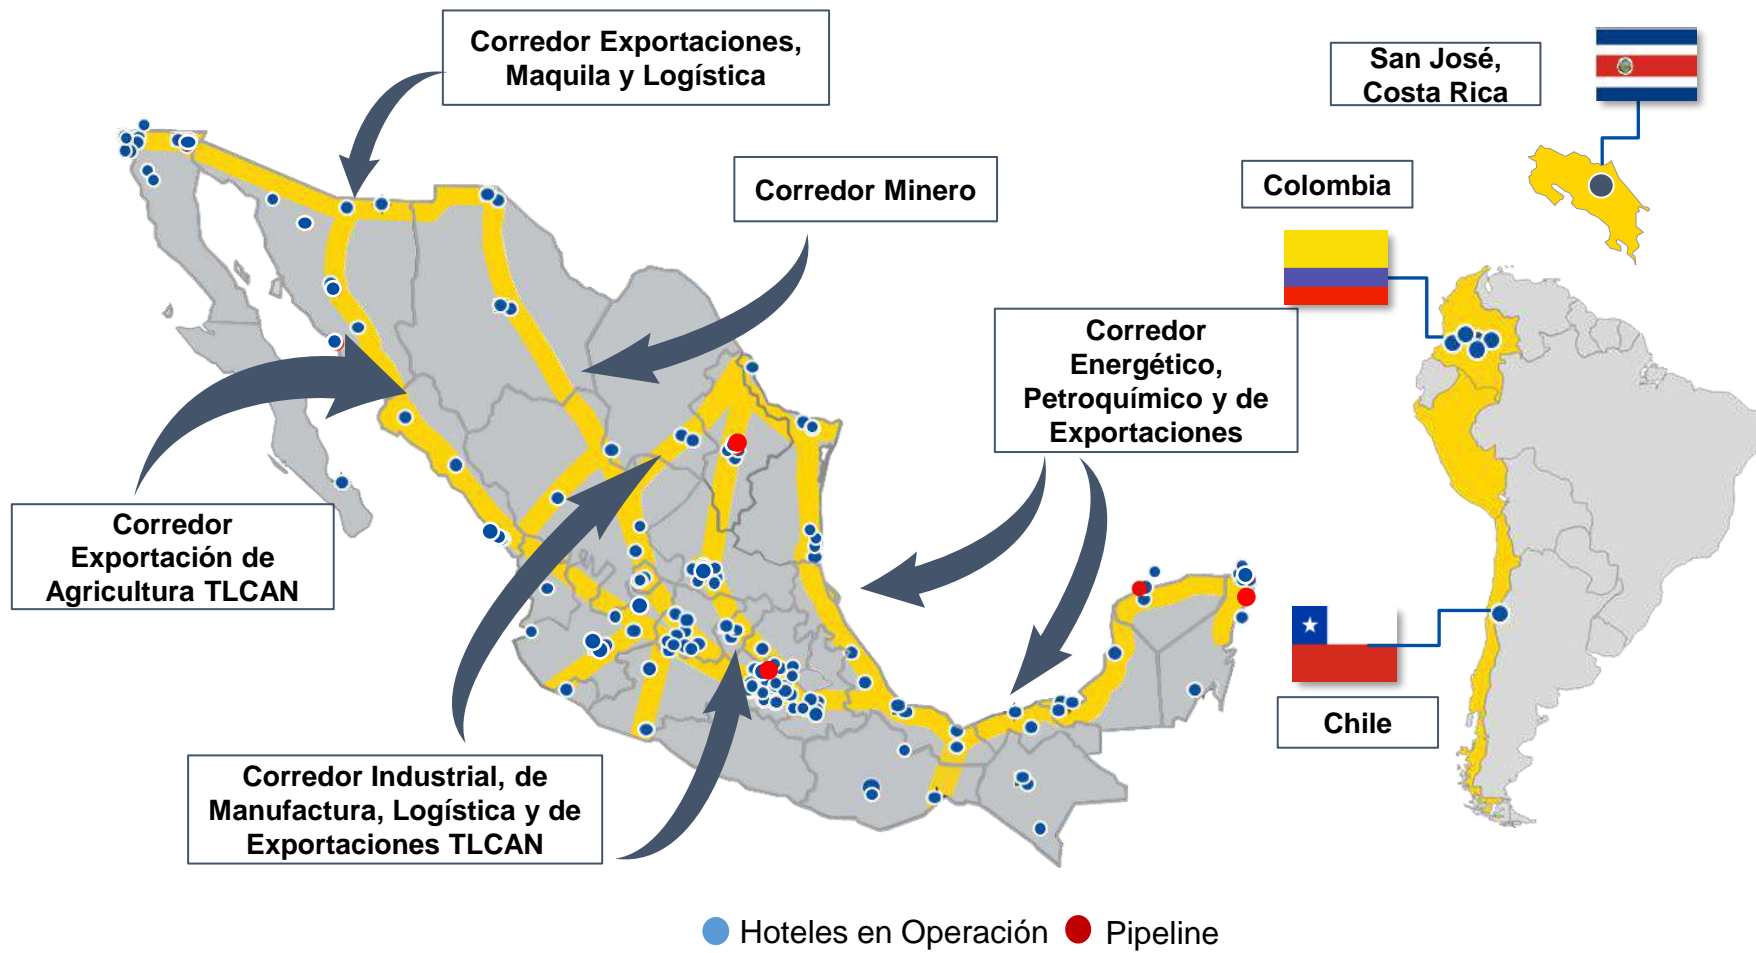 Corredor Exportaciones,
Maquila y Logística
San José,
Costa Rica
Corredor Minero
Colombia
Corredor
Energético,
Petroquímico y de
Exportaciones
Corredor
Exportación de
Agricultura TLCAN
Chile
Corredor Industrial, de
Manufactura, Logística y de
Exportaciones TLCAN
Hoteles en Operación
Pipeline